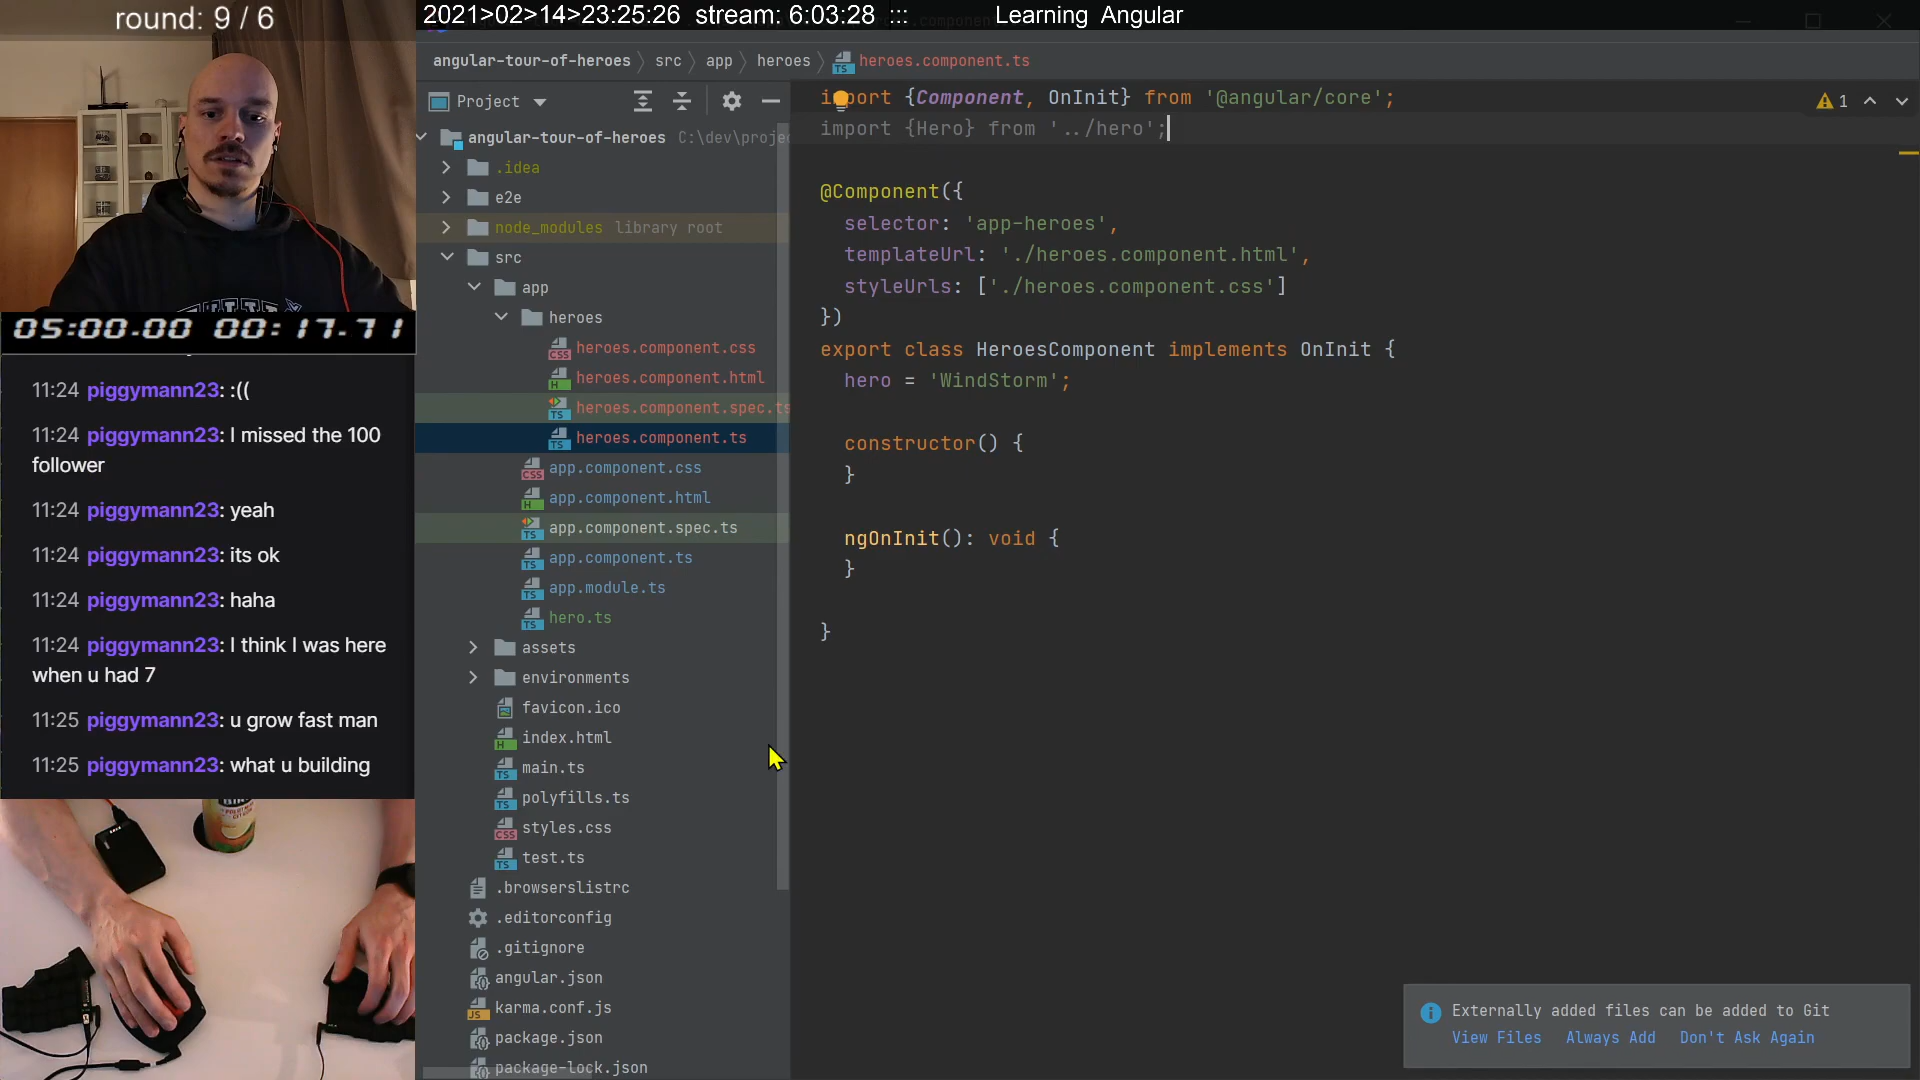 round: 9 / 6
2021>02>14>23:25:26 stream: 6:03:28 ::: Learning Angular
angular-tour-of-heroes src app heroes heroes.component.ts
Project
angular-tour-of-heroes C:\dev\proje
.idea
e2e
node_modules library root
src
app
heroes
heroes.component.css
heroes.component.html
heroes.component.spec.ts
heroes.component.ts
app.component.css
app.component.html
app.component.spec.ts
app.component.ts
app.module.ts
hero.ts
assets
environments
favicon.ico
index.html
main.ts
polyfills.ts
styles.css
test.ts
.browserslistrc
.editorconfig
.gitignore
angular.json
karma.conf.js
package.json
package-lock.json
import {Component, OnInit} from '@angular/core';
import {Hero} from '../hero';
1
@Component({
selector: 'app-heroes',
templateUrl: './heroes.component.html',
styleUrls: ['./heroes.component.css']
})
export class HeroesComponent implements OnInit {
hero = 'WindStorm';
constructor() {
}
ngOnInit(): void {
}
}
05:00.00 00:17.71
11:24 piggymann23: :((
11:24 piggymann23: I missed the 100
follower
11:24 piggymann23: yeah
11:24 piggymann23: its ok
11:24 piggymann23: haha
11:24 piggymann23: I think I was here
when u had 7
11:25 piggymann23: u grow fast man
11:25 piggymann23: what u building
Externally added files can be added to Git
View Files Always Add Don't Ask Again